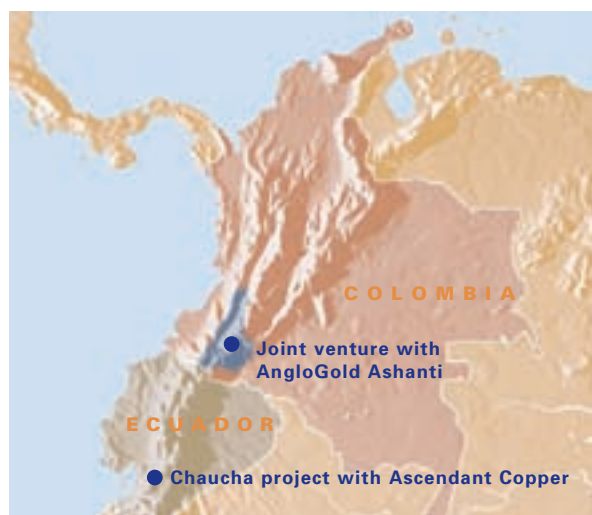 COLOMBIA
Joint venture with
AngloGold Ashanti
ECUADOR
Chaucha project with Ascendant Copper